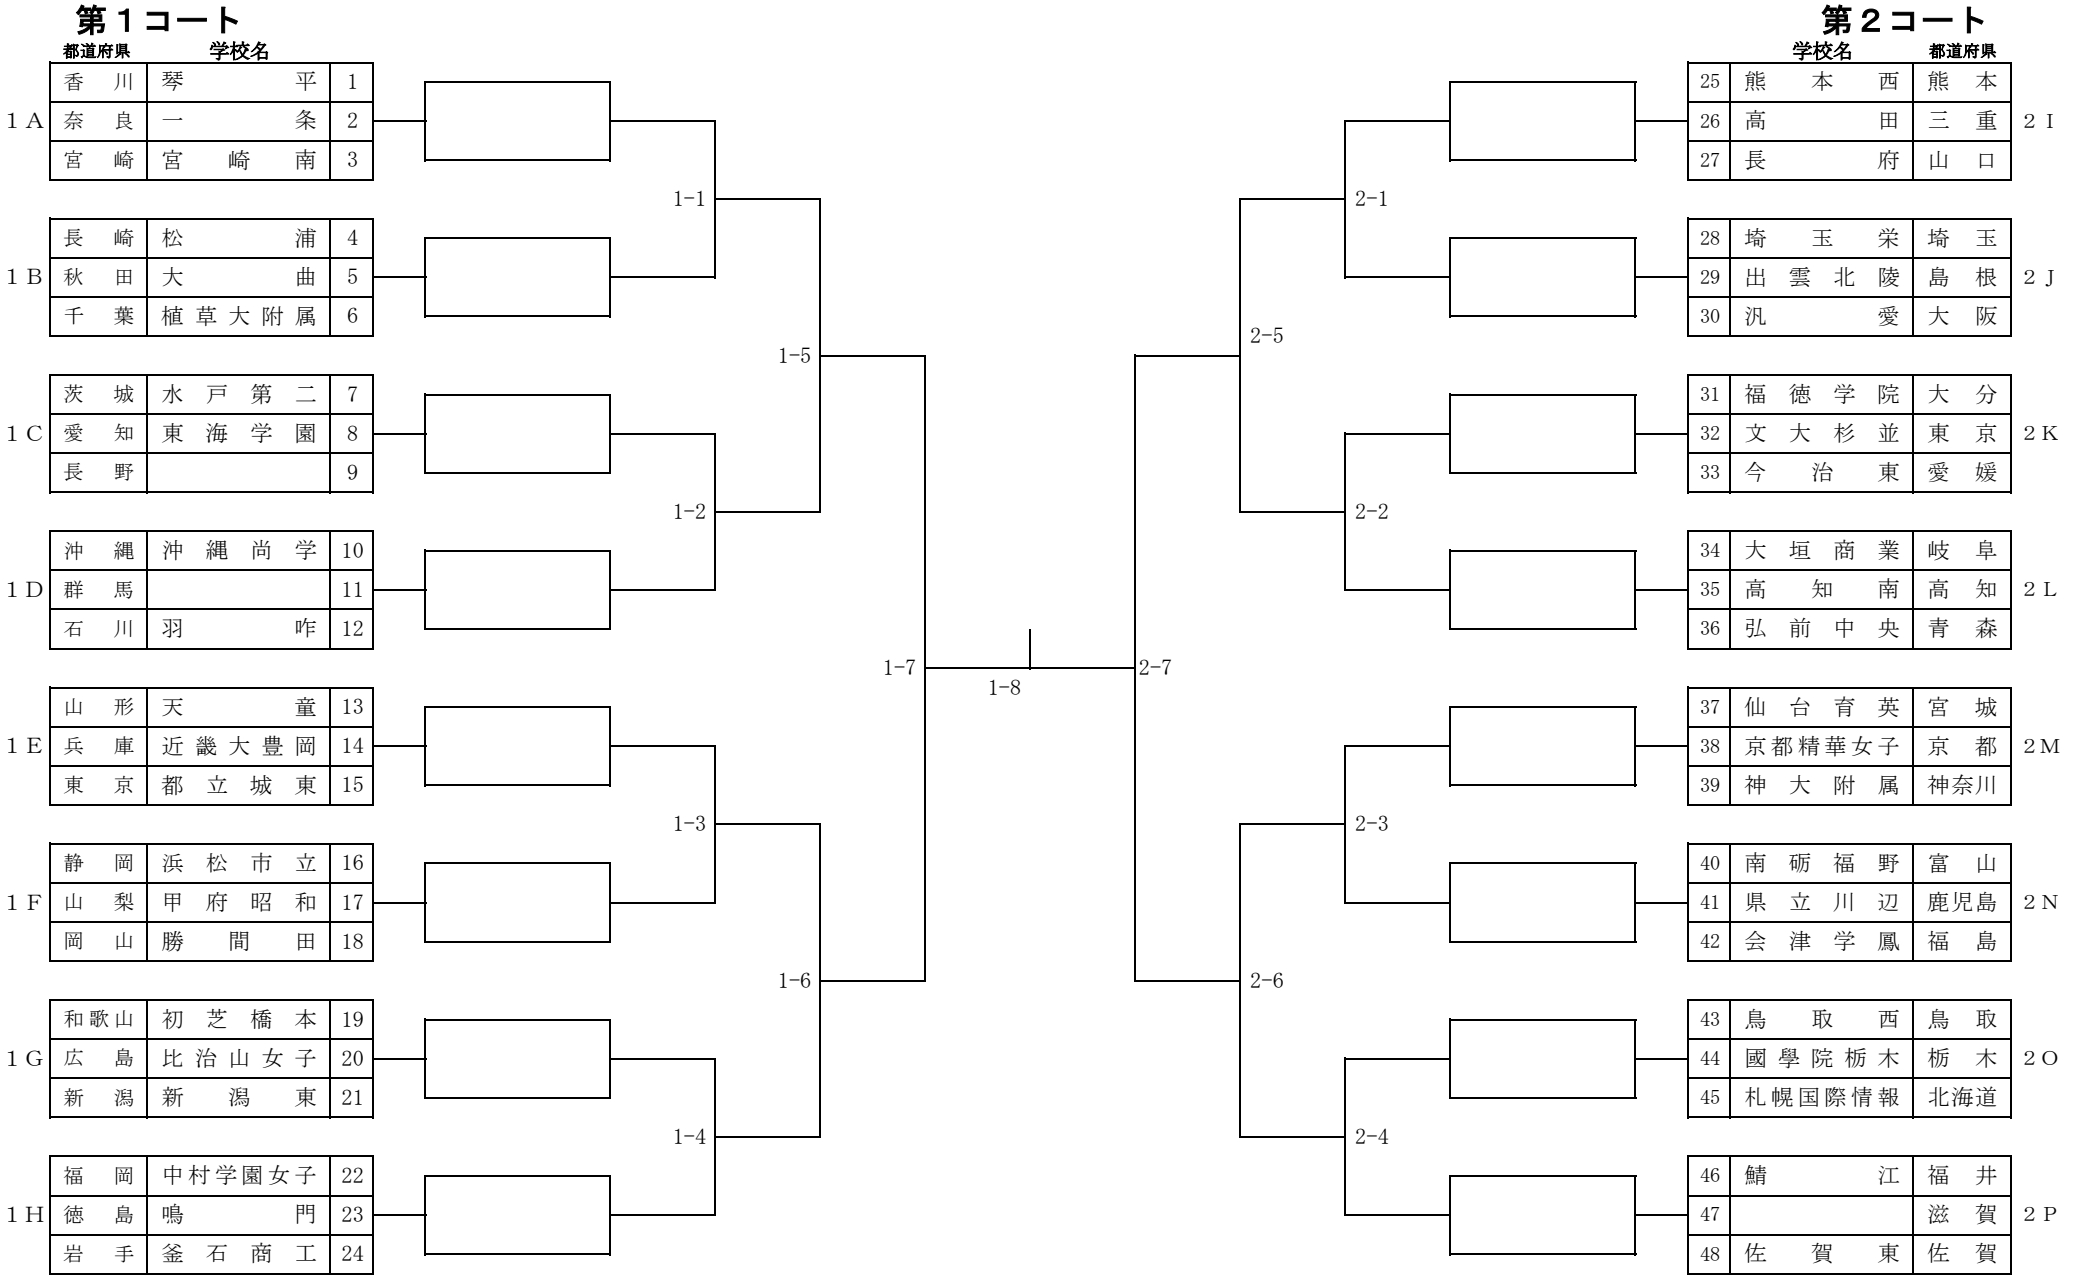 第１コート
都道府県 学校名
1A
香川 琴平 1
奈良 一条 2
宮崎 宮崎南 3
1B
長崎 松浦 4
秋田 大曲 5
千葉 植草大附属 6
1C
茨城 水戸第二 7
愛知 東海学園 8
長野 9
1D
沖縄 沖縄尚学 10
群馬 11
石川 羽咋 12
1E
山形 天童 13
兵庫 近畿大豊岡 14
東京 都立城東 15
1F
静岡 浜松市立 16
山梨 甲府昭和 17
岡山 勝間田 18
1G
和歌山 初芝橋本 19
広島 比治山女子 20
新潟 新潟東 21
1H
福岡 中村学園女子 22
徳島 鳴門 23
岩手 釜石商工 24
1-1
1-5
1-2
1-7
1-3
1-6
1-4
1-8
第２コート
学校名 都道府県
25 熊本西 熊本
26 高田 三重
27 長府 山口
2I
28 埼玉栄 埼玉
29 出雲北陵 島根
30 汎愛 大阪
2J
31 福徳学院 大分
32 文大杉並 東京
33 今治東 愛媛
2K
34 大垣商業 岐阜
35 高知南 高知
36 弘前中央 青森
2L
37 仙台育英 宮城
38 京都精華女子 京都
39 神大附属 神奈川
2M
40 南砺福野 富山
41 県立川辺 鹿児島
42 会津学鳳 福島
2N
43 鳥取西 鳥取
44 國學院栃木 栃木
45 札幌国際情報 北海道
2O
46 鯖江 福井
47 滋賀
48 佐賀東 佐賀
2P
2-1
2-5
2-2
2-7
2-3
2-6
2-4